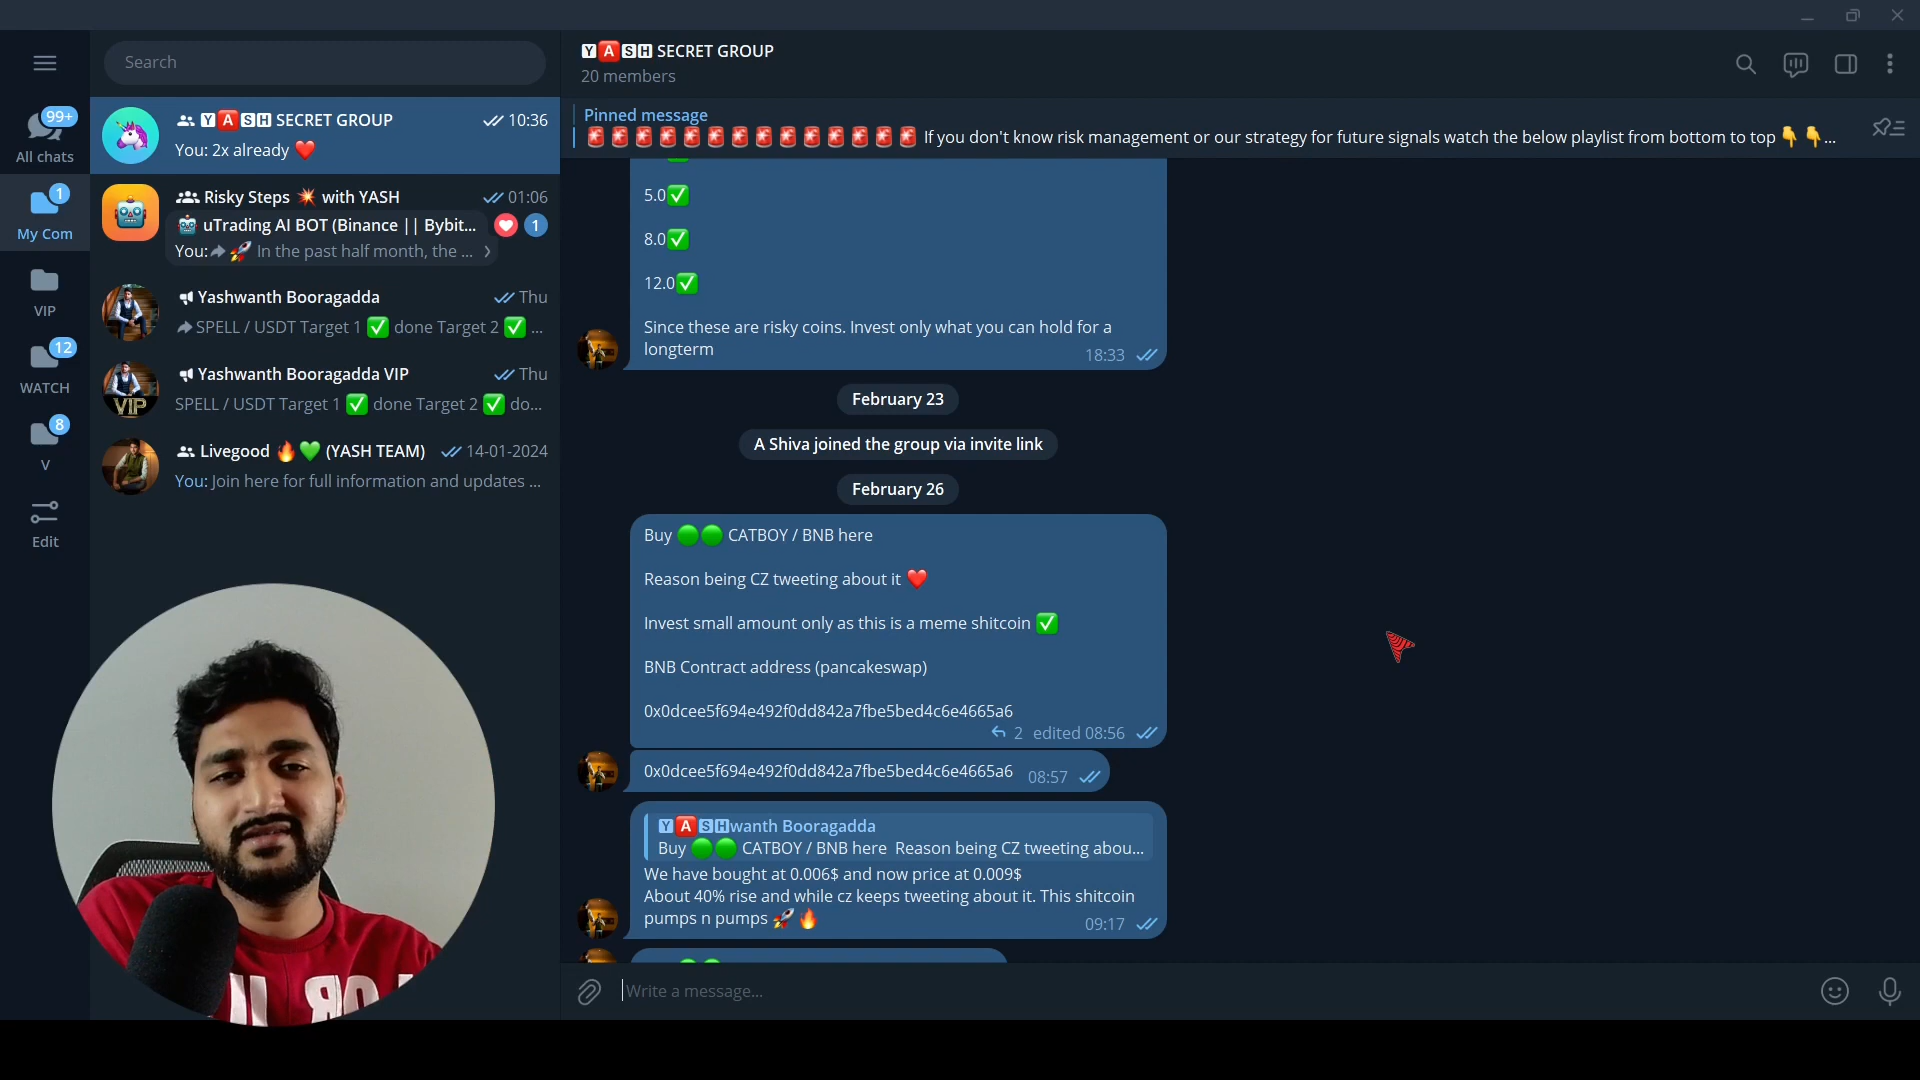 Search
99+
All chats
1
My Com
VIP
12
WATCH
8
V
Edit
YASH SECRET GROUP
10:36
You: 2x already ❤️
Risky Steps 💥 with YASH
01:06
🤖 uTrading AI BOT (Binance || Bybit...
1
You: 🚀 In the past half month, the ...
Yashwanth Booragadda
Thu
SPELL / USDT Target 1 ✅ done Target 2 ✅ ...
Yashwanth Booragadda VIP
Thu
VIP
SPELL / USDT Target 1 ✅ done Target 2 ✅ do...
Livegood 🔥💚 (YASH TEAM)
14-01-2024
You: Join here for full information and updates ...
YASH SECRET GROUP
20 members
Pinned message
🚨🚨🚨🚨🚨🚨🚨🚨🚨🚨🚨🚨🚨🚨 If you don't know risk management or our strategy for future signals watch the below playlist from bottom to top 👇👇...
5.0✅
8.0✅
12.0✅
Since these are risky coins. Invest only what you can hold for a
longterm
18:33
February 23
A Shiva joined the group via invite link
February 26
Buy 🟢🟢 CATBOY / BNB here
Reason being CZ tweeting about it ❤️
Invest small amount only as this is a meme shitcoin ✅
BNB Contract address (pancakeswap)
0x0dcee5f694e492f0dd842a7fbe5bed4c6e4665a6
2 edited 08:56
0x0dcee5f694e492f0dd842a7fbe5bed4c6e4665a6
08:57
YASHwanth Booragadda
Buy 🟢🟢 CATBOY / BNB here Reason being CZ tweeting abou...
We have bought at 0.006$ and now price at 0.009$
About 40% rise and while cz keeps tweeting about it. This shitcoin
pumps n pumps 🚀🔥
09:17
Write a message...